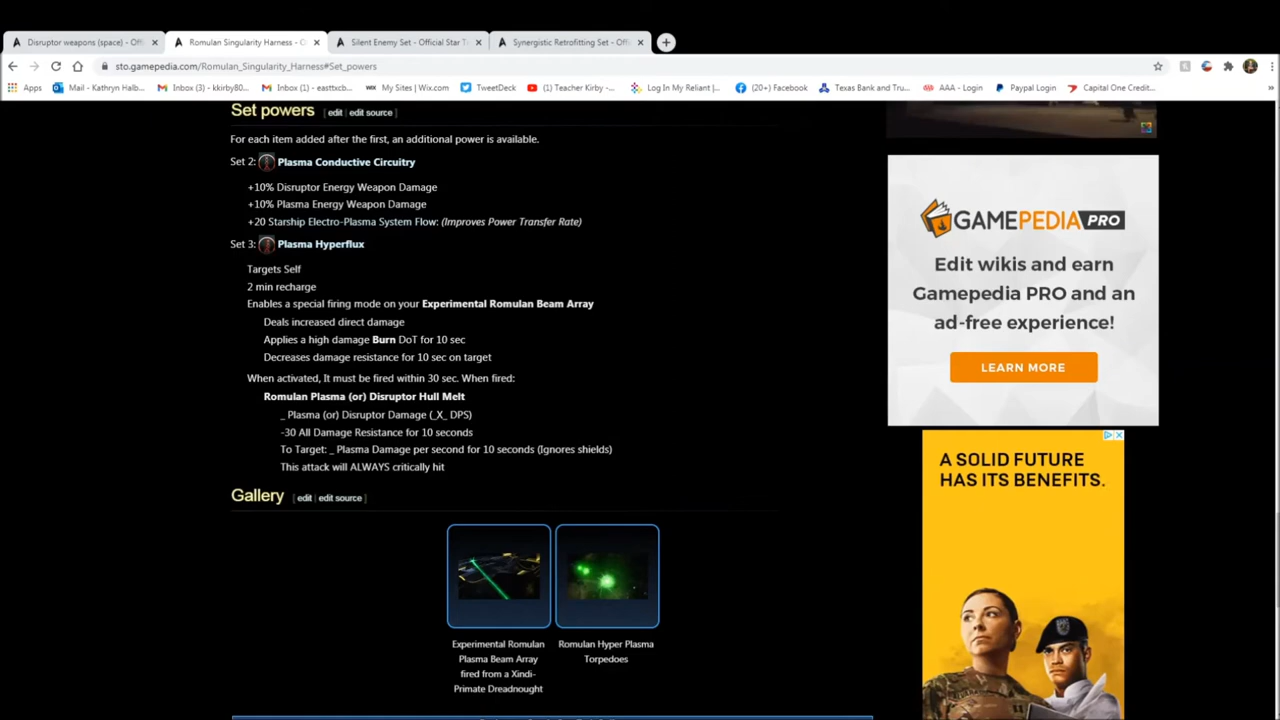 Disruptor weapons (space) - Offi
Romulan Singularity Harness - O
Silent Enemy Set - Official Star T
Synergistic Retrofitting Set - Offi
sto.gamepedia.com/Romulan_Singularity_Harness#Set_powers
Apps
Mail - Kathryn Halb...
Inbox (3) - kkirby80...
Inbox (1) - easttxcb...
WIX
My Sites | Wix.com
TweetDeck
(1) Teacher Kirby -...
Log In My Reliant |...
(20+) Facebook
Texas Bank and Tru...
AAA - Login
Paypal Login
Capital One Credit...
»
Set powers [ edit | edit source ]
For each item added after the first, an additional power is available.
Set 2: Plasma Conductive Circuitry
+10% Disruptor Energy Weapon Damage
+10% Plasma Energy Weapon Damage
+20 Starship Electro-Plasma System Flow: (Improves Power Transfer Rate)
Set 3: Plasma Hyperflux
Targets Self
2 min recharge
Enables a special firing mode on your Experimental Romulan Beam Array
Deals increased direct damage
Applies a high damage Burn DoT for 10 sec
Decreases damage resistance for 10 sec on target
When activated, It must be fired within 30 sec. When fired:
Romulan Plasma (or) Disruptor Hull Melt
_ Plasma (or) Disruptor Damage (_X_ DPS)
-30 All Damage Resistance for 10 seconds
To Target: _ Plasma Damage per second for 10 seconds (Ignores shields)
This attack will ALWAYS critically hit
Gallery [ edit | edit source ]
Experimental Romulan
Plasma Beam Array
fired from a Xindi-
Primate Dreadnought
Romulan Hyper Plasma
Torpedoes
GAMEPEDIA PRO
Edit wikis and earn
Gamepedia PRO and an
ad-free experience!
LEARN MORE
A SOLID FUTURE
HAS ITS BENEFITS.